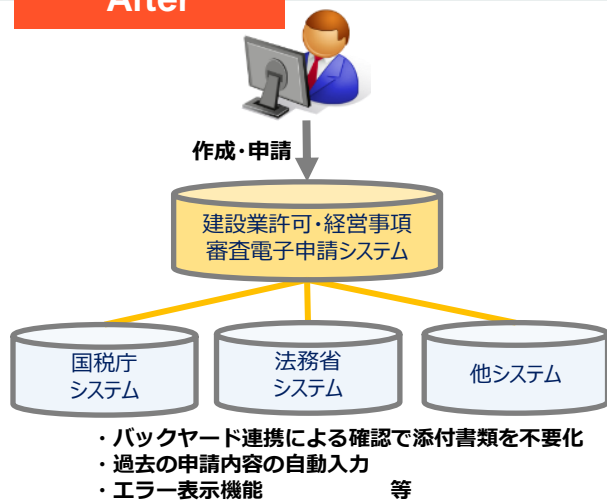 After
作成・申請
建設業許可・経営事項
審査電子申請システム
国税庁
システム
法務省
システム
他システム
・バックヤード連携による確認で添付書類を不要化
・過去の申請内容の自動入力
・エラー表示機能　　　　　等